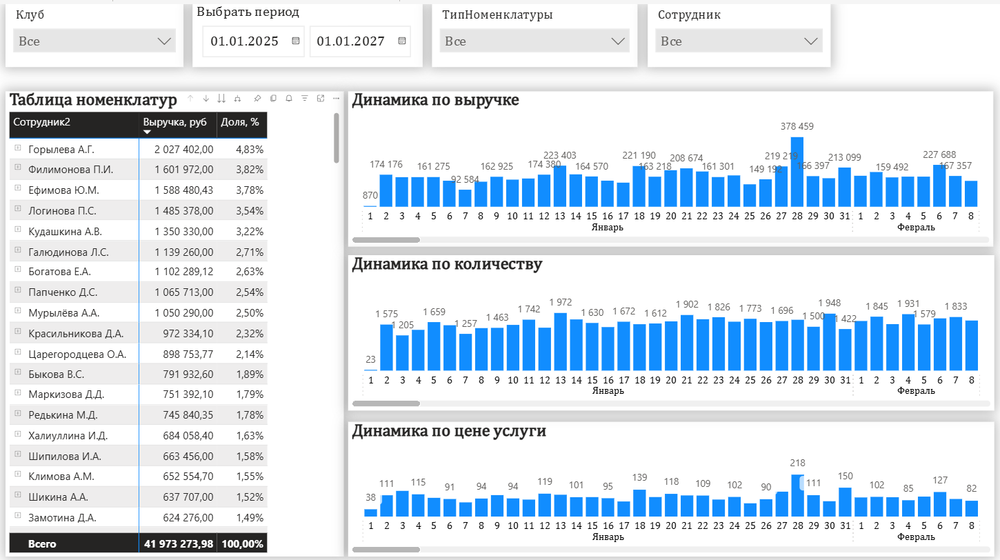 Клуб
Все
Выбрать период
01.01.2025 01.01.2027
ТипНоменклатуры
Все
Сотрудник
Все
Таблица номенклатур
Сотрудник2 Выручка, руб Доля, %
Горылева А.Г. 2 027 402,00 4,83%
Филимонова П.И. 1 601 972,00 3,82%
Ефимова Ю.М. 1 588 480,43 3,78%
Логинова П.С. 1 485 378,00 3,54%
Кудашкина А.В. 1 350 330,00 3,22%
Галюдинова Л.С. 1 139 260,00 2,71%
Богатова Е.А. 1 102 289,12 2,63%
Папченко Д.С. 1 065 713,00 2,54%
Мурылёва А.А. 1 050 290,00 2,50%
Красильникова Д.А. 972 334,10 2,32%
Царегородцева О.А. 898 753,77 2,14%
Быкова В.С. 791 932,60 1,89%
Маркизова Д.Д. 751 392,10 1,79%
Редькина М.Д. 745 840,35 1,78%
Халиуллина И.Д. 684 058,40 1,63%
Шипилова И.А. 663 456,00 1,58%
Климова А.М. 652 554,70 1,55%
Шикина А.А. 637 707,00 1,52%
Замотина Д.А. 624 276,00 1,49%
Всего 41 973 273,98 100,00%
Динамика по выручке
870 174 176 161 275 92 584 162 925 174 380 223 403 164 570 221 190 163 218 208 674 161 301 149 192 219 219 378 459 166 397 213 099 159 492 227 688 167 357
1 2 3 4 5 6 7 8 9 10 11 12 13 14 15 16 17 18 19 20 21 22 23 24 25 26 27 28 29 30 31 1 2 3 4 5 6 7 8
Январь Февраль
Динамика по количеству
23 1 575 1 205 1 659 1 257 1 463 1 742 1 972 1 630 1 672 1 612 1 902 1 826 1 773 1 696 1 500 1 948 1 422 1 845 1 931 1 579 1 833
1 2 3 4 5 6 7 8 9 10 11 12 13 14 15 16 17 18 19 20 21 22 23 24 25 26 27 28 29 30 31 1 2 3 4 5 6 7 8
Январь Февраль
Динамика по цене услуги
38 111 115 91 94 94 119 101 95 139 118 109 102 90 218 111 150 102 85 127 82
1 2 3 4 5 6 7 8 9 10 11 12 13 14 15 16 17 18 19 20 21 22 23 24 25 26 27 28 29 30 31 1 2 3 4 5 6 7 8
Январь Февраль